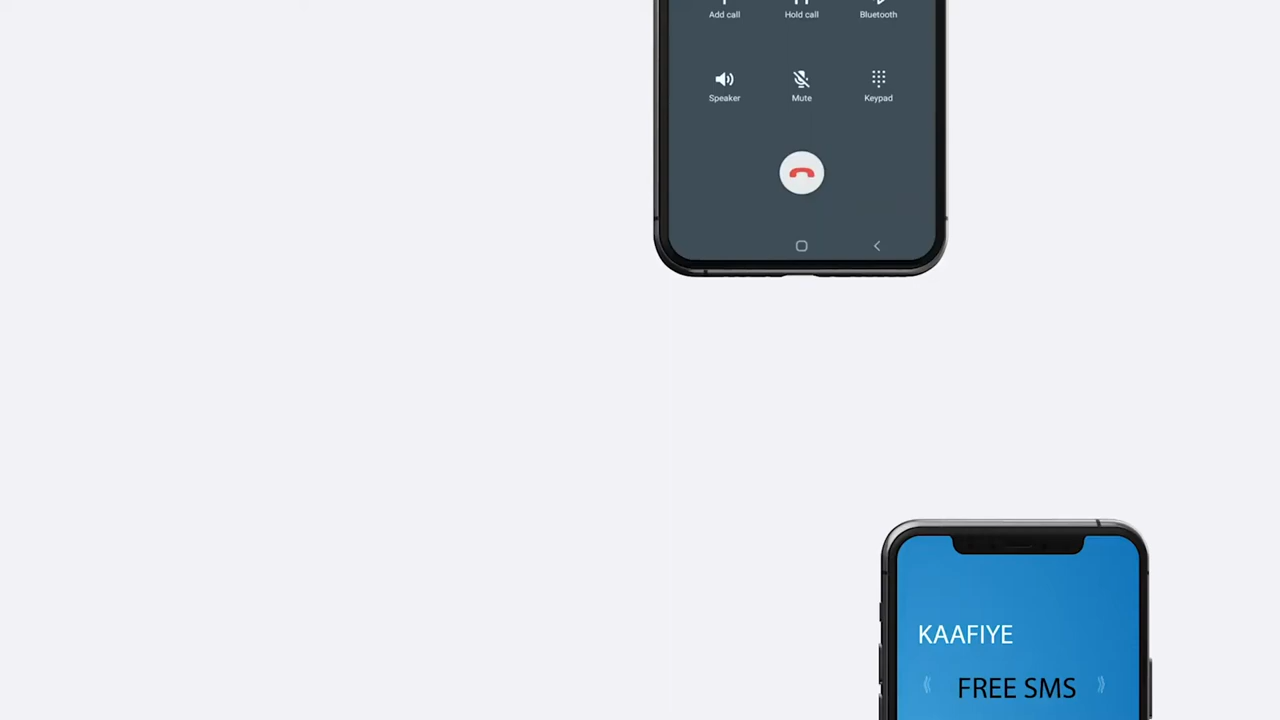 Add call
Hold call
Bluetooth
Speaker
Mute
Keypad
KAAFIYE
FREE SMS